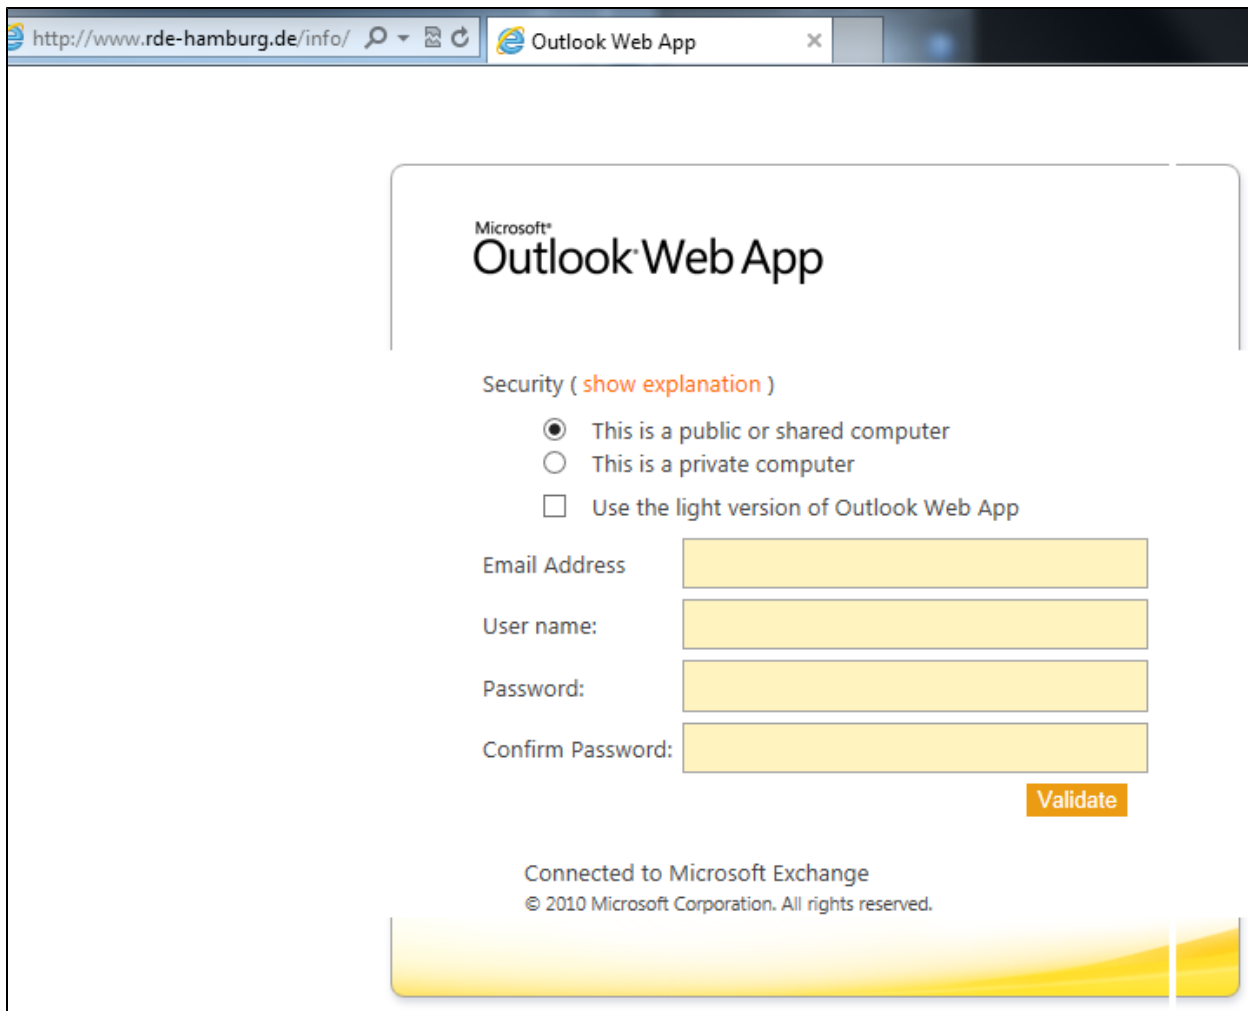 http://www.rde-hamburg.de/info/
Outlook Web App
Microsoft®
Outlook Web App
Security ( show explanation )
This is a public or shared computer
This is a private computer
Use the light version of Outlook Web App
Email Address
User name:
Password:
Confirm Password:
Validate
Connected to Microsoft Exchange
© 2010 Microsoft Corporation. All rights reserved.